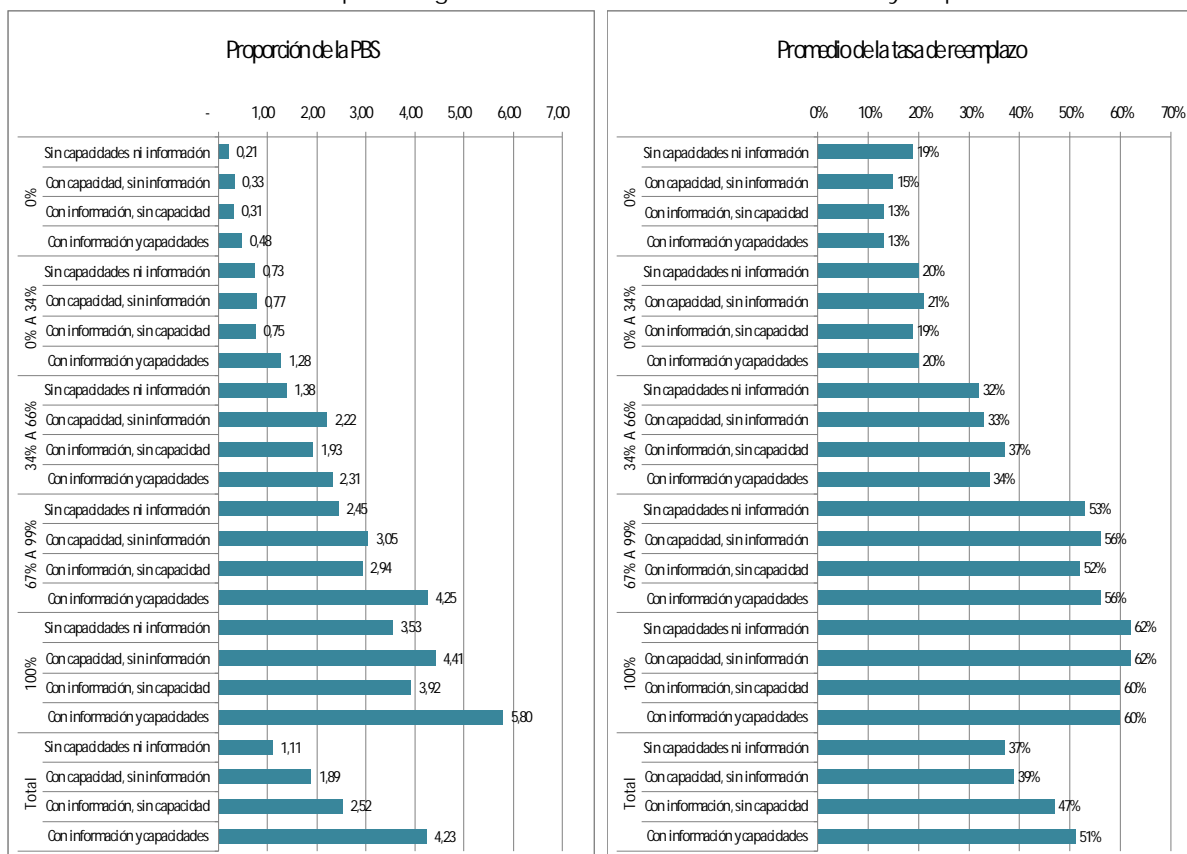 Proporción de la PBS
- 1,00 2,00 3,00 4,00 5,00 6,00 7,00
0%
Sin capacidades ni información 0,21
Con capacidad, sin información 0,33
Con información, sin capacidad 0,31
Con información y capacidades 0,48
0% A 34%
Sin capacidades ni información 0,73
Con capacidad, sin información 0,77
Con información, sin capacidad 0,75
Con información y capacidades 1,28
34% A 66%
Sin capacidades ni información 1,38
Con capacidad, sin información 2,22
Con información, sin capacidad 1,93
Con información y capacidades 2,31
67% A 99%
Sin capacidades ni información 2,45
Con capacidad, sin información 3,05
Con información, sin capacidad 2,94
Con información y capacidades 4,25
100%
Sin capacidades ni información 3,53
Con capacidad, sin información 4,41
Con información, sin capacidad 3,92
Con información y capacidades 5,80
Total
Sin capacidades ni información 1,11
Con capacidad, sin información 1,89
Con información, sin capacidad 2,52
Con información y capacidades 4,23
Promedio de la tasa de reemplazo
0% 10% 20% 30% 40% 50% 60% 70%
0%
Sin capacidades ni información 19%
Con capacidad, sin información 15%
Con información, sin capacidad 13%
Con información y capacidades 13%
0% A 34%
Sin capacidades ni información 20%
Con capacidad, sin información 21%
Con información, sin capacidad 19%
Con información y capacidades 20%
34% A 66%
Sin capacidades ni información 32%
Con capacidad, sin información 33%
Con información, sin capacidad 37%
Con información y capacidades 34%
67% A 99%
Sin capacidades ni información 53%
Con capacidad, sin información 56%
Con información, sin capacidad 52%
Con información y capacidades 56%
100%
Sin capacidades ni información 62%
Con capacidad, sin información 62%
Con información, sin capacidad 60%
Con información y capacidades 60%
Total
Sin capacidades ni información 37%
Con capacidad, sin información 39%
Con información, sin capacidad 47%
Con información y capacidades 51%